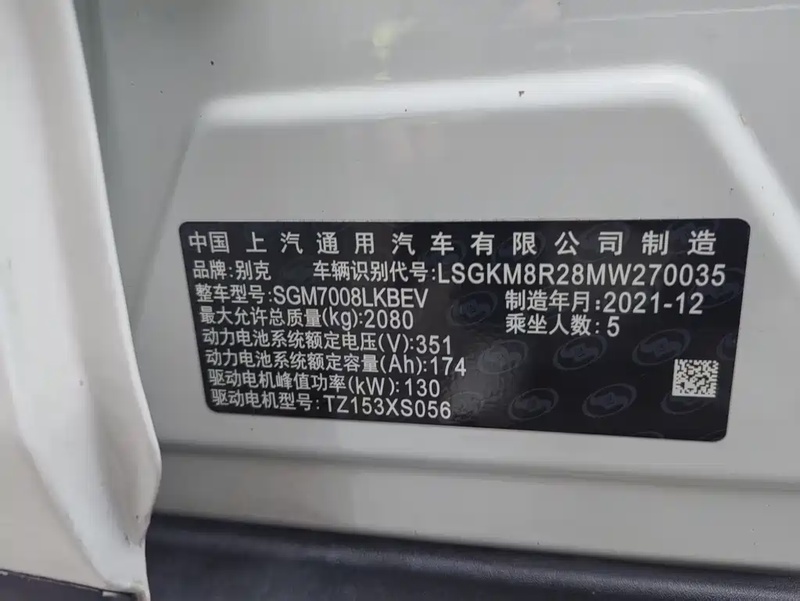 中国 上汽通用汽车有限公司制造
品牌:别克 车辆识别代号:LSGKM8R28MW270035
整车型号:SGM7008LKBEV 制造年月:2021-12
最大允许总质量(kg):2080 乘坐人数:5
动力电池系统额定电压(V):351
动力电池系统额定容量(Ah):174
驱动电机峰值功率(kW):130
驱动电机型号:TZ153XS056